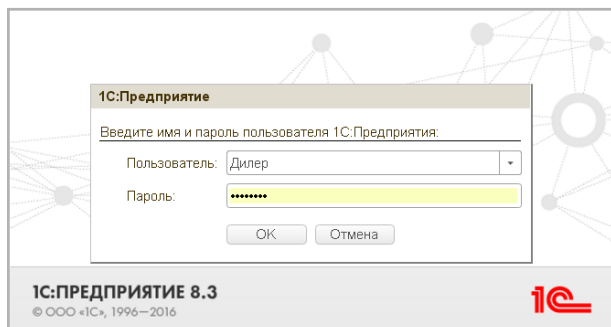 1С:Предприятие
Введите имя и пароль пользователя 1С:Предприятия:
Пользователь: Дилер
Пароль: ••••••••
OK Отмена
1С:ПРЕДПРИЯТИЕ 8.3
© ООО «1С», 1996—2016
1С